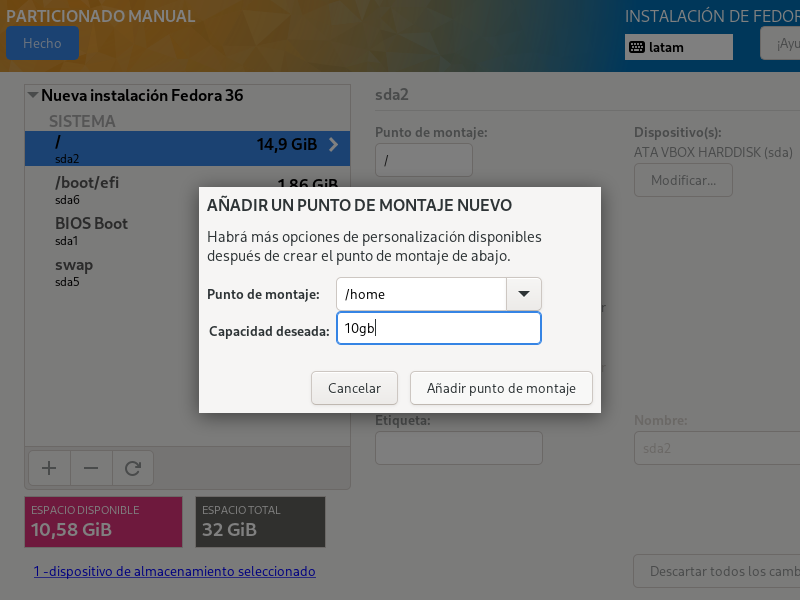 PARTICIONADO MANUAL
INSTALACIÓN DE FEDOR
Hecho
latam
¡Ayu
Nueva instalación Fedora 36
SISTEMA
/
14,9 GiB
sda2
/boot/efi
1,86 GiB
sda6
BIOS Boot
sda1
swap
sda5
sda2
Punto de montaje:
/
Dispositivo(s):
ATA VBOX HARDDISK (sda)
Modificar...
AÑADIR UN PUNTO DE MONTAJE NUEVO
Habrá más opciones de personalización disponibles
después de crear el punto de montaje de abajo.
Punto de montaje:
/home
Capacidad deseada:
10gb
Cancelar
Añadir punto de montaje
Etiqueta:
Nombre:
sda2
ESPACIO DISPONIBLE
10,58 GiB
ESPACIO TOTAL
32 GiB
1 -dispositivo de almacenamiento seleccionado
Descartar todos los camb